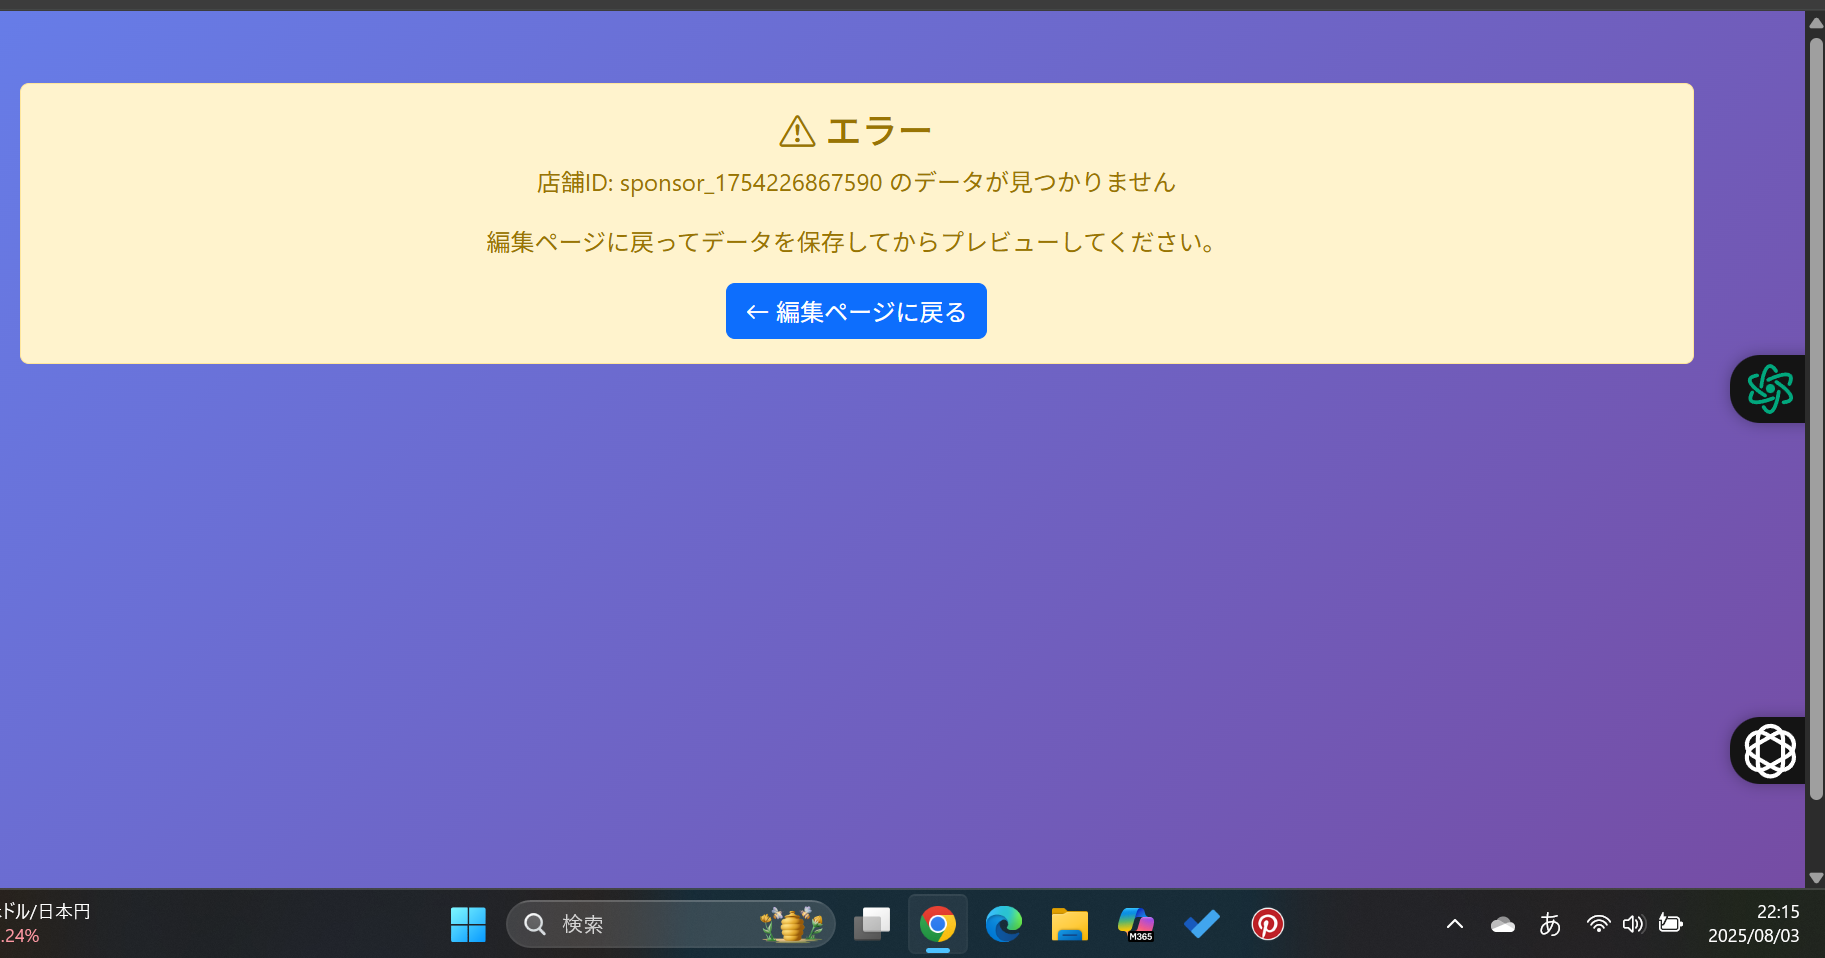 エラー
店舗ID: sponsor_1754226867590 のデータが見つかりません
編集ページに戻ってデータを保存してからプレビューしてください。
← 編集ページに戻る
ドル/日本円
.24%
検索
M365
あ
22:15
2025/08/03